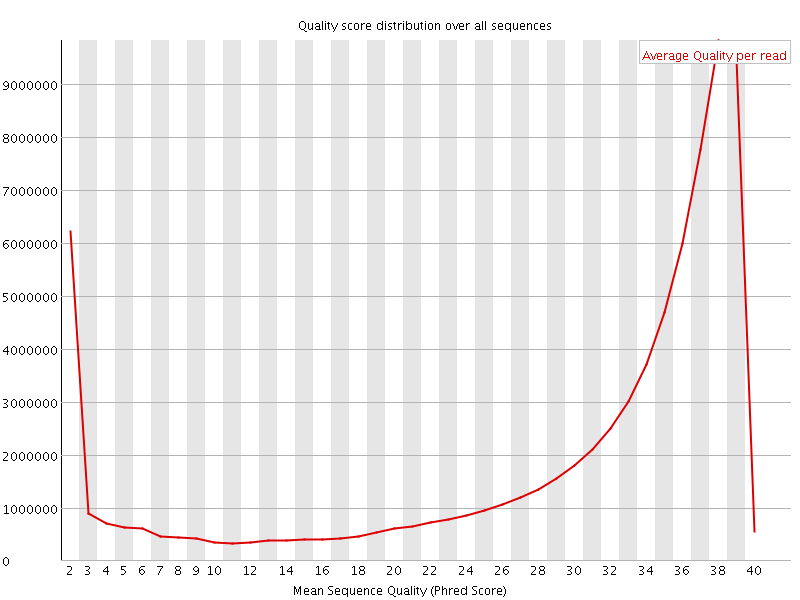 Quality score distribution over all sequences
Average Quality per read
9000000
8000000
7000000
6000000
5000000
4000000
3000000
2000000
1000000
0
2 3 4 5 6 7 8 9 10 12 14 16 18 20 22 24 26 28 30 32 34 36 38 40
Mean Sequence Quality (Phred Score)